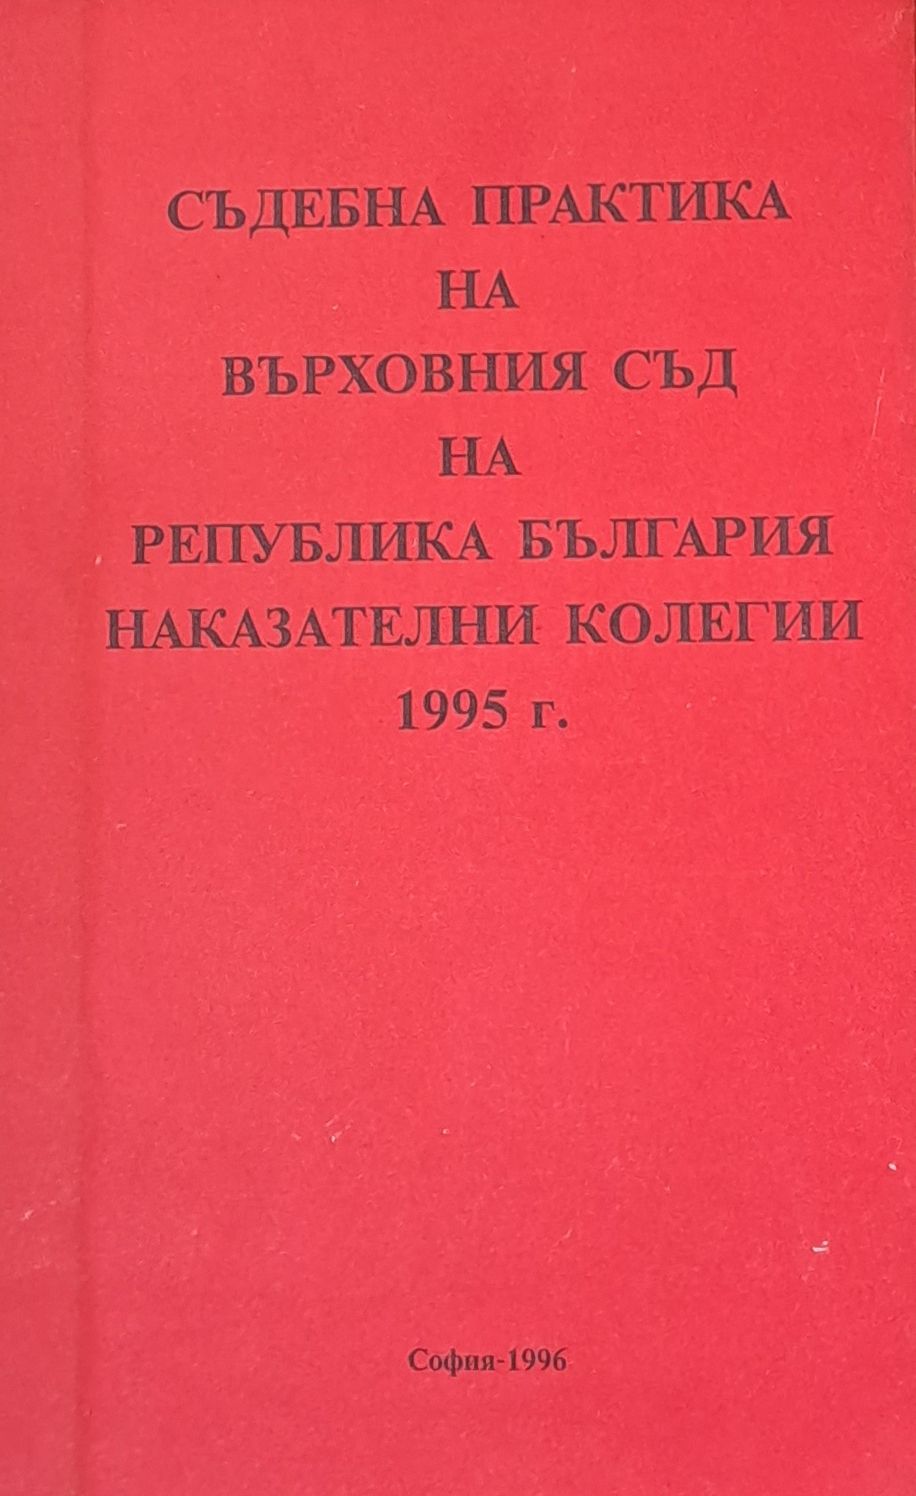 СЪДЕБНА ПРАКТИКА
НА
ВЪРХОВНИЯ СЪД
НА
РЕПУБЛИКА БЪЛГАРИЯ
НАКАЗАТЕЛНИ КОЛЕГИИ
1995 г.
София-1996